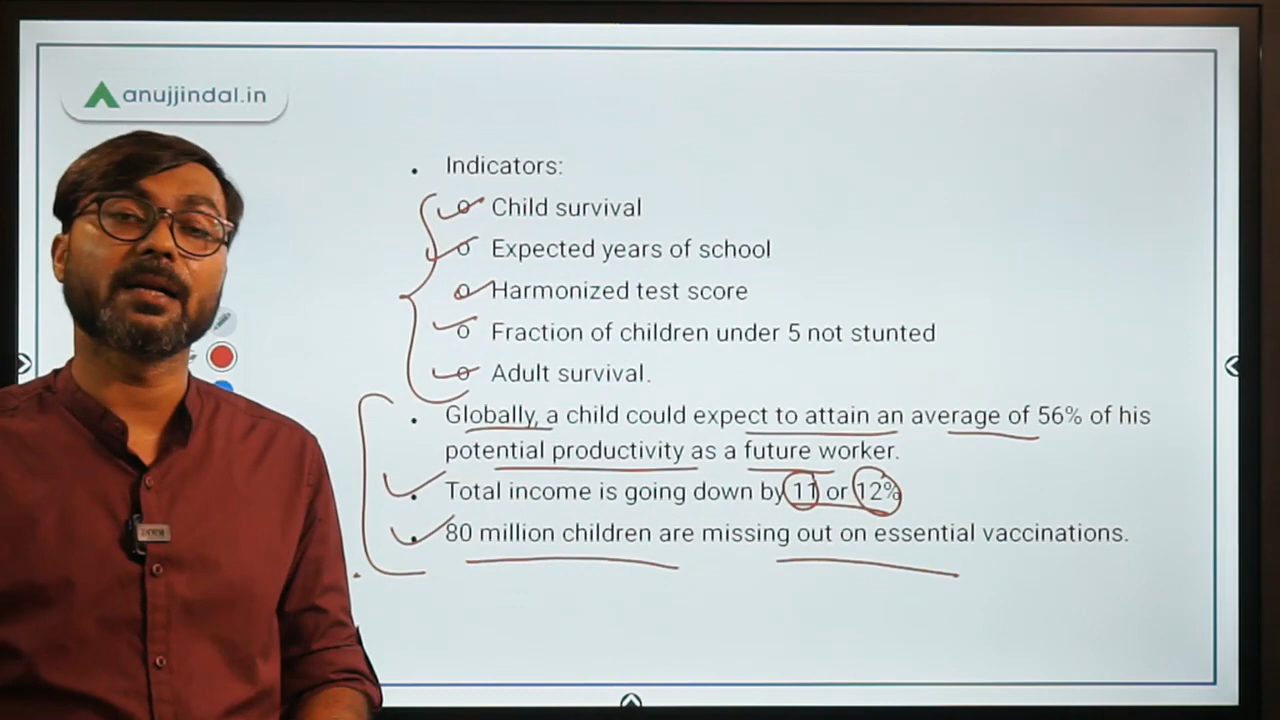 anujjindal.in
• Indicators:
o Child survival
o Expected years of school
o Harmonized test score
o Fraction of children under 5 not stunted
o Adult survival.
• Globally, a child could expect to attain an average of 56% of his
potential productivity as a future worker.
• Total income is going down by 11 or 12%
• 80 million children are missing out on essential vaccinations.